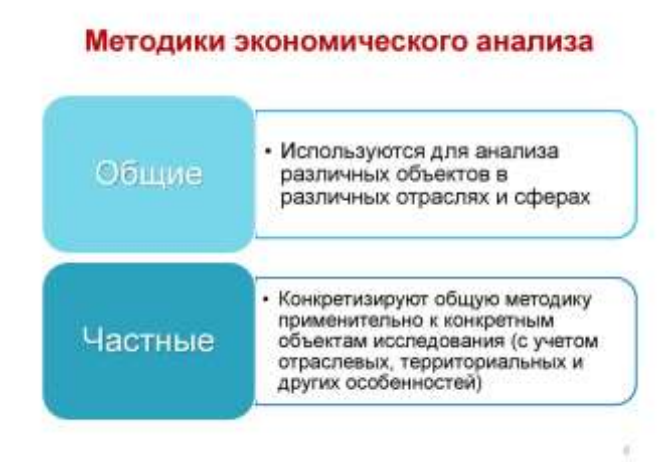 Методики экономического анализа
Общие
• Используются для анализа
различных объектов в
различных отраслях и сферах
Частные
• Конкретизируют общую методику
применительно к конкретным
объектам исследования (с учетом
отраслевых, территориальных и
других особенностей)